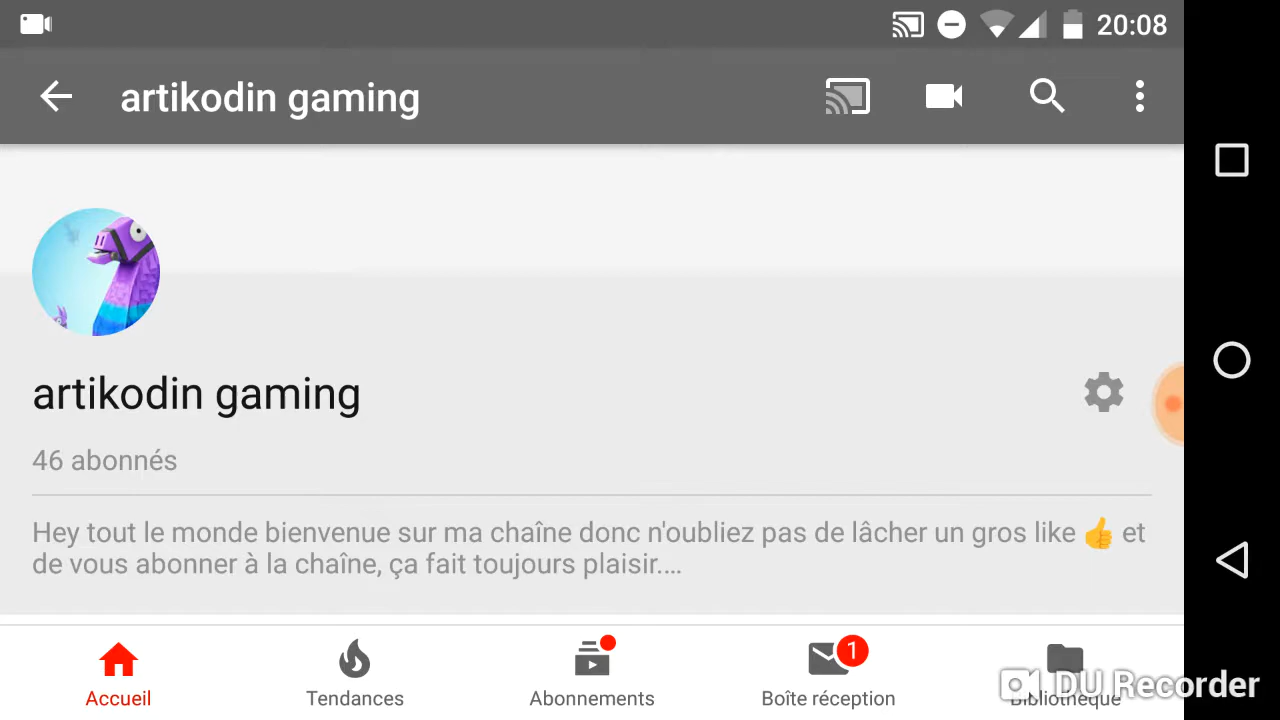 20:08
artikodin gaming
artikodin gaming
46 abonnés
Hey tout le monde bienvenue sur ma chaîne donc n'oubliez pas de lâcher un gros like 👍 et
de vous abonner à la chaîne, ça fait toujours plaisir....
1
Accueil
Tendances
Abonnements
Boîte réception
Bibliothèque
DU Recorder